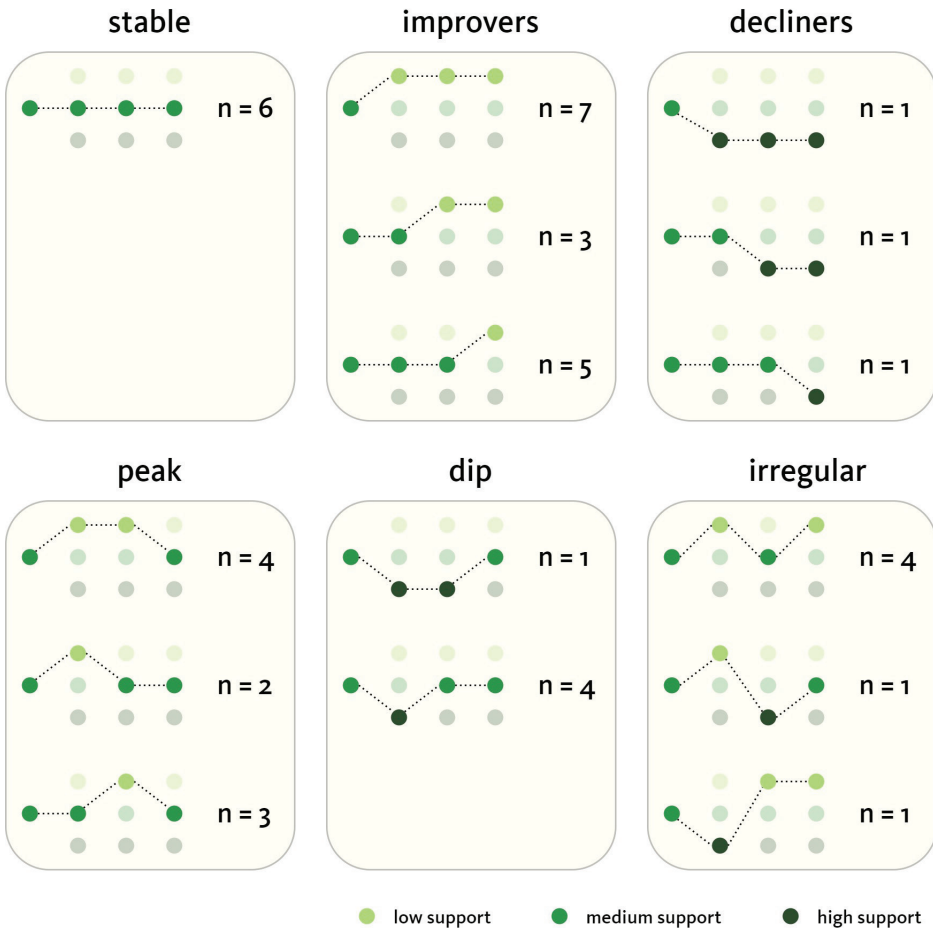 stable
improvers
decliners
n = 6
n = 7
n = 1
n = 3
n = 1
n = 5
n = 1
peak
dip
irregular
n = 4
n = 1
n = 4
n = 2
n = 4
n = 1
n = 3
n = 1
low support
medium support
high support